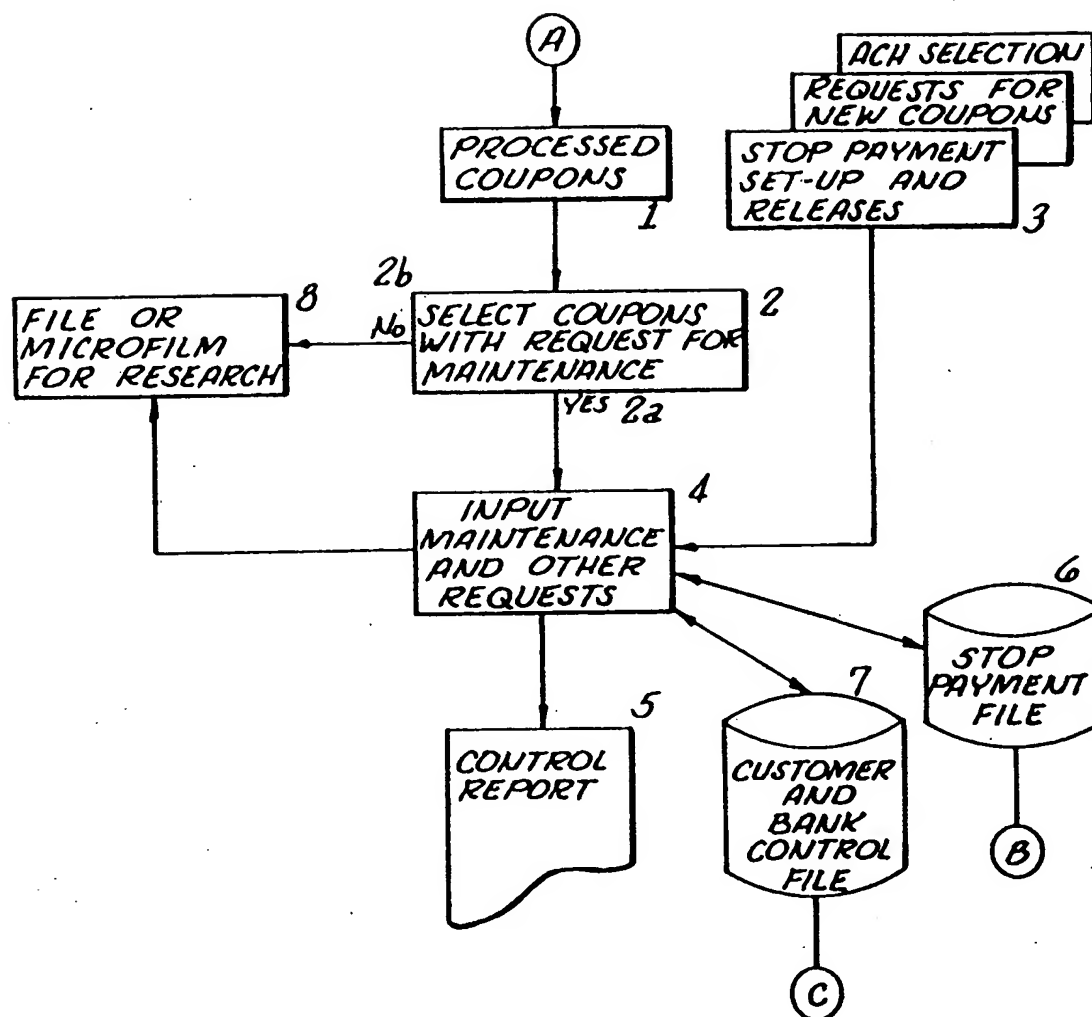 A
ACH SELECTION
REQUESTS FOR
NEW COUPONS
STOP PAYMENT
SET-UP AND
RELEASES
3
PROCESSED
COUPONS
1
2b
2
SELECT COUPONS
WITH REQUEST FOR
MAINTENANCE
No
YES
2a
8
FILE OR
MICROFILM
FOR RESEARCH
4
INPUT
MAINTENANCE
AND OTHER
REQUESTS
6
STOP
PAYMENT
FILE
B
5
CONTROL
REPORT
7
CUSTOMER
AND
BANK
CONTROL
FILE
C